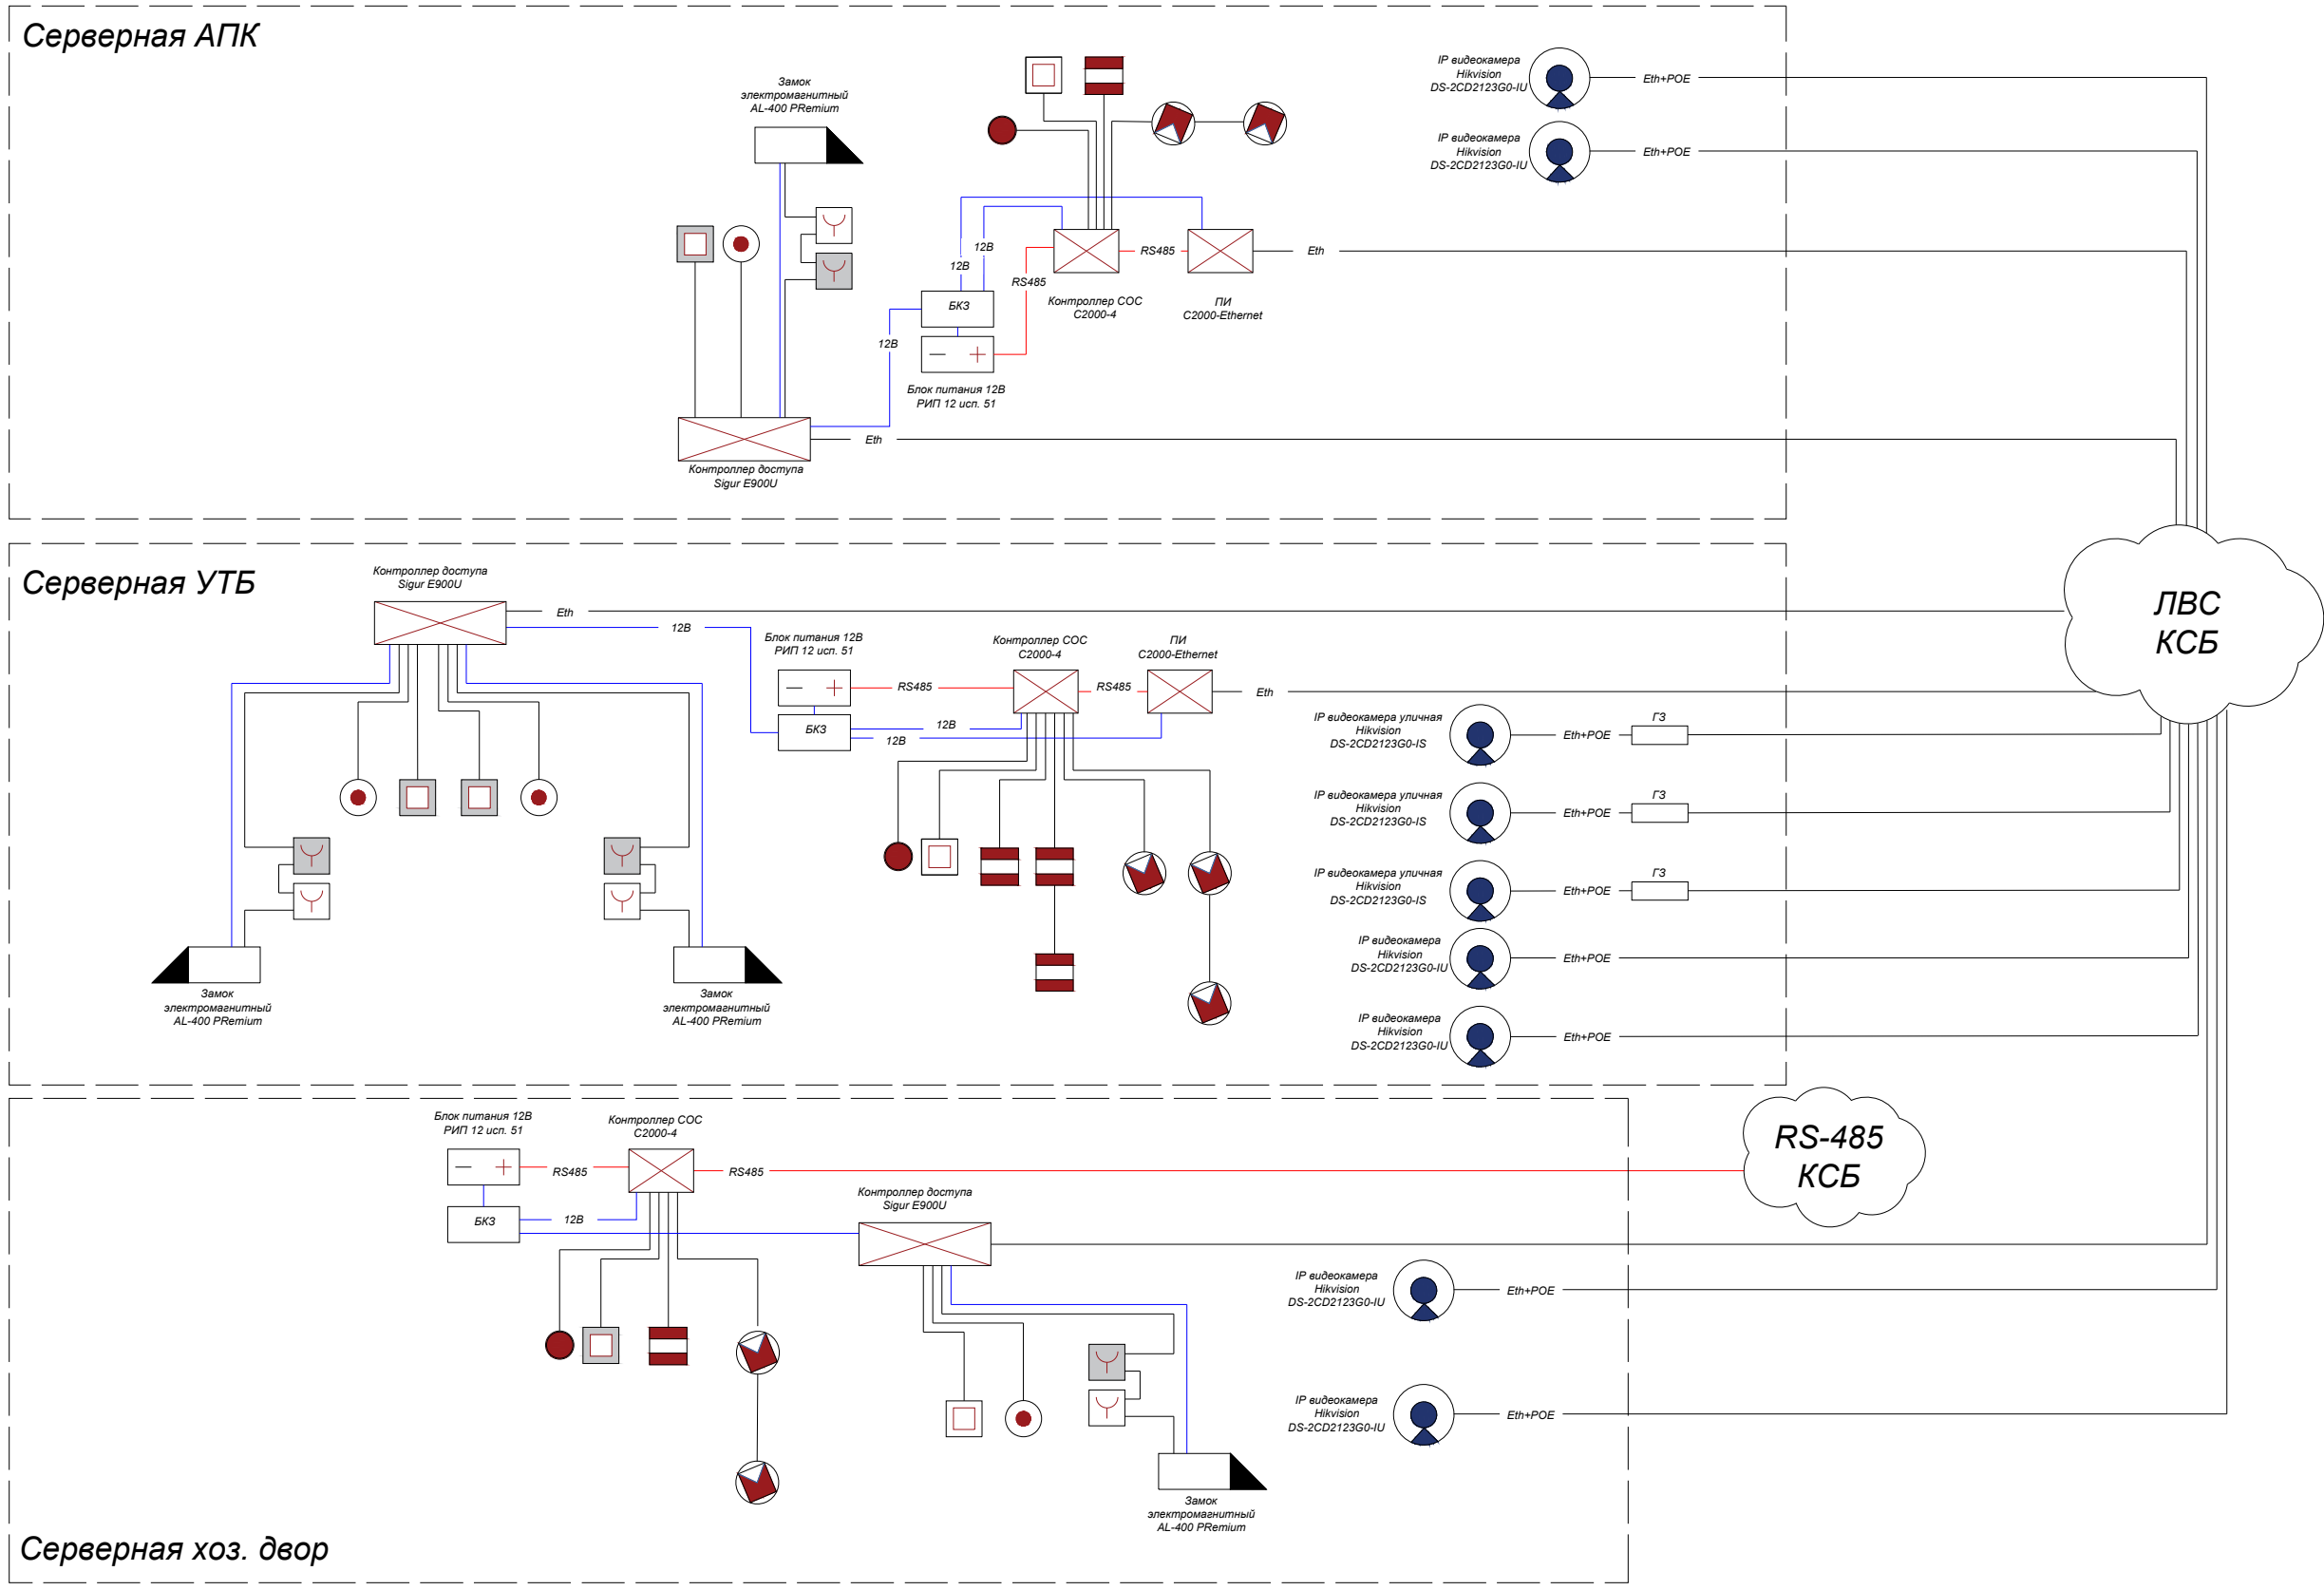 Серверная АПК
Замок
электромагнитный
AL-400 PRemium
IP видеокамера
Hikvision
DS-2CD2123G0-IU
Eth+POE
IP видеокамера
Hikvision
DS-2CD2123G0-IU
Eth+POE
12В
12В
RS485
RS485
Eth
БКЗ
Контроллер СОС
С2000-4
ПИ
С2000-Ethernet
12В
Блок питания 12В
РИП 12 исп. 51
Eth
Контроллер доступа
Sigur E900U
Серверная УТБ
Контроллер доступа
Sigur E900U
Eth
12В
Блок питания 12В
РИП 12 исп. 51
Контроллер СОС
С2000-4
ПИ
С2000-Ethernet
RS485
RS485
Eth
БКЗ
12В
12В
ЛВС
КСБ
IP видеокамера уличная
Hikvision
DS-2CD2123G0-IS
Eth+POE
ГЗ
IP видеокамера уличная
Hikvision
DS-2CD2123G0-IS
Eth+POE
ГЗ
IP видеокамера уличная
Hikvision
DS-2CD2123G0-IS
Eth+POE
ГЗ
IP видеокамера
Hikvision
DS-2CD2123G0-IU
Eth+POE
IP видеокамера
Hikvision
DS-2CD2123G0-IU
Eth+POE
Замок
электромагнитный
AL-400 PRemium
Замок
электромагнитный
AL-400 PRemium
Блок питания 12В
РИП 12 исп. 51
Контроллер СОС
С2000-4
RS485
RS485
RS-485
КСБ
БКЗ
12В
Контроллер доступа
Sigur E900U
IP видеокамера
Hikvision
DS-2CD2123G0-IU
Eth+POE
IP видеокамера
Hikvision
DS-2CD2123G0-IU
Eth+POE
Замок
электромагнитный
AL-400 PRemium
Серверная хоз. двор